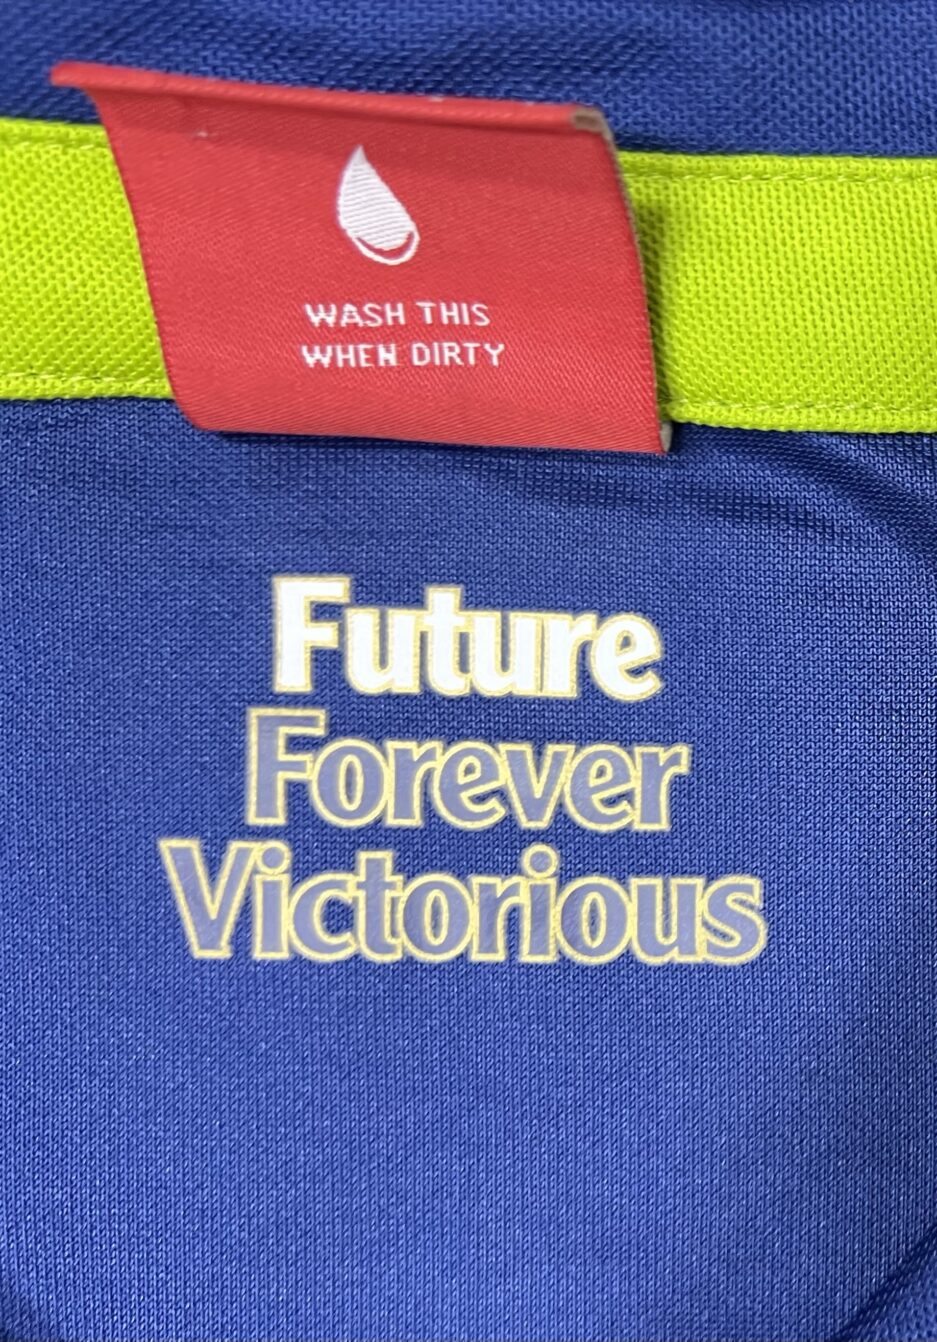 WASH THIS
WHEN DIRTY
Future
Forever
Victorious